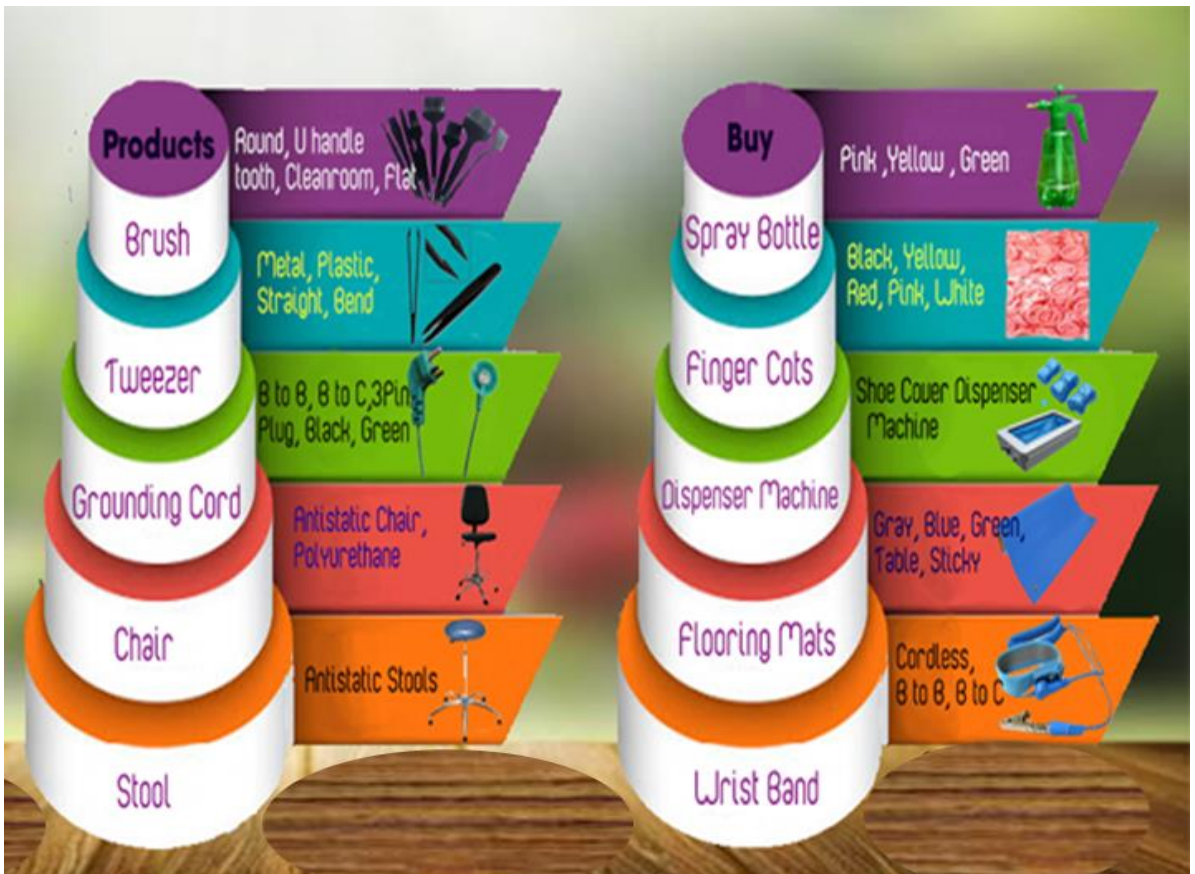 Products
Round, U handle
tooth, Cleanroom, Flat
Brush
Metal, Plastic,
Straight, Bend
Tweezer
B to B, B to C,3Pin
Plug, Black, Green
Grounding Cord
Antistatic Chair,
Polyurethane
Chair
Antistatic Stools
Stool
Buy
Pink ,Yellow , Green
Spray Bottle
Black, Yellow,
Red, Pink, White
Finger Cots
Shoe Cover Dispenser
Machine
Dispenser Machine
Gray, Blue, Green,
Table, Sticky
Flooring Mats
Cordless,
B to B, B to C
Wrist Band